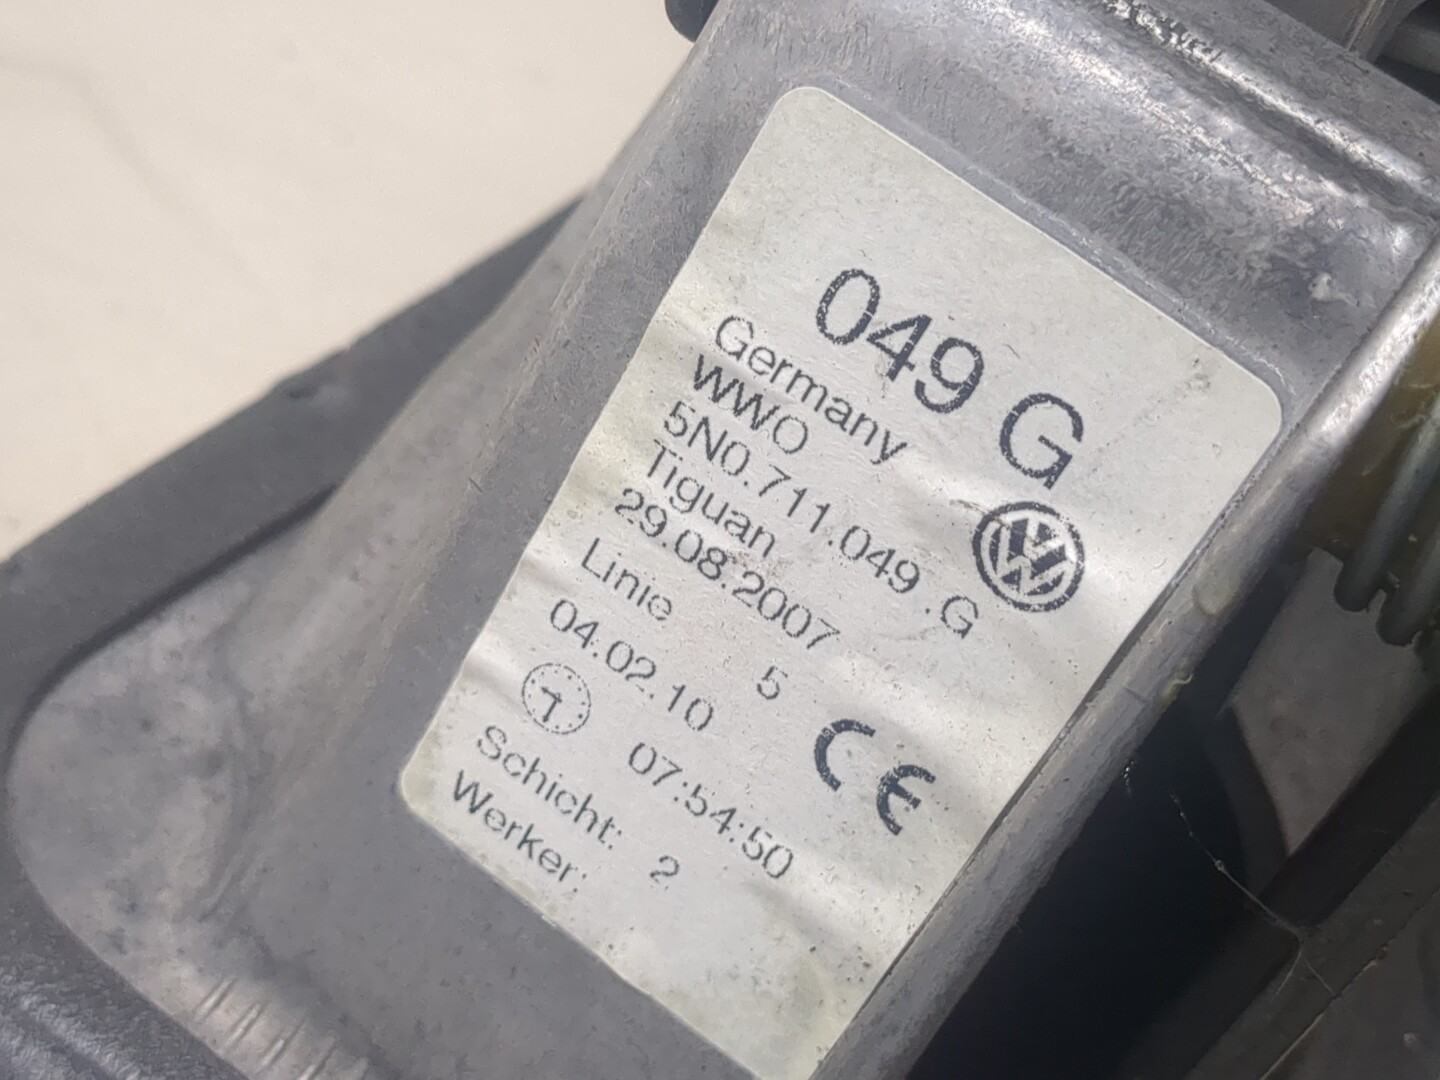 049 G
Germany
WWO
5N0.711.049 .G
Tiguan
29.08.2007
Linie 5
04.02.10 07:54:50
Schicht: 2
Werker:
CE